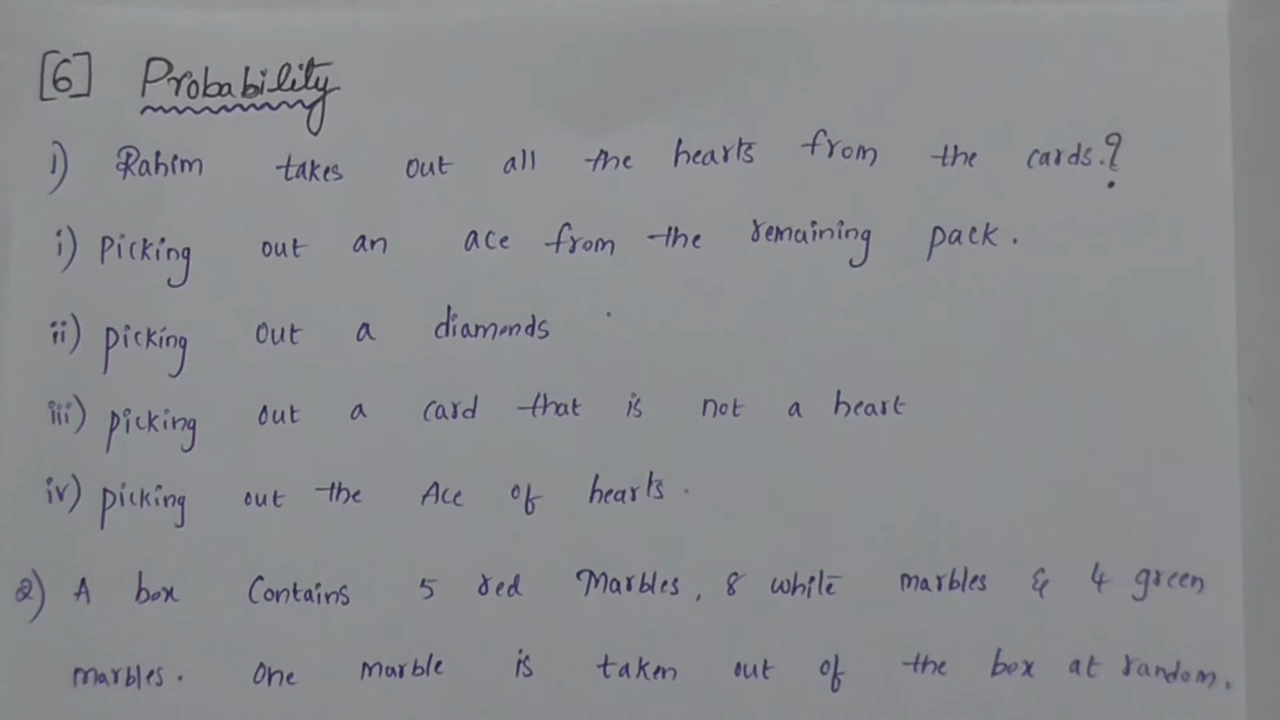 [6] Probability
1) Rahim takes out all the hearts from the cards.?
i) Picking out an ace from the remaining pack.
ii) picking out a diamonds
iii) picking out a card that is not a heart
iv) picking out the Ace of hearts.
2) A box Contains 5 red Marbles, 8 white marbles & 4 green
marbles. One marble is taken out of the box at random.